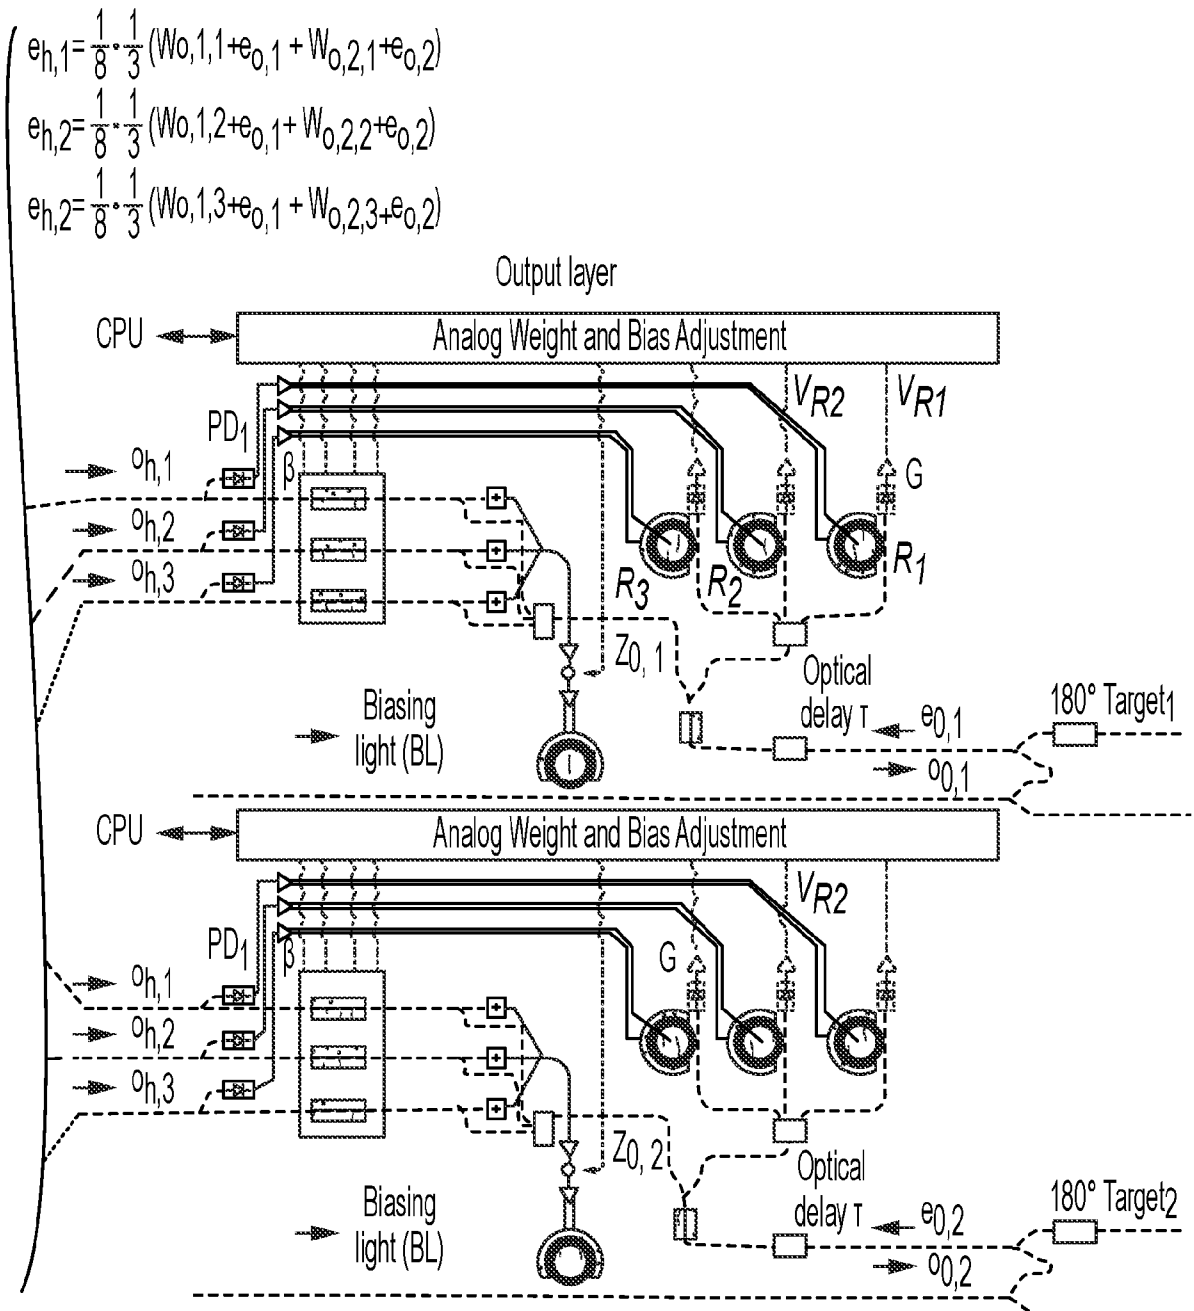 eh,1= 1/8 · 1/3 (Wo,1,1+eo,1 + Wo,2,1+eo,2)
eh,2= 1/8 · 1/3 (Wo,1,2+eo,1+ Wo,2,2+eo,2)
eh,2= 1/8 · 1/3 (Wo,1,3+eo,1 + Wo,2,3+eo,2)
Output layer
CPU
Analog Weight and Bias Adjustment
VR2
VR1
PD1
β
G
oh,1
oh,2
oh,3
R3
R2
R1
Z0, 1
Biasing
light (BL)
Optical
delay τ
e0,1
o0,1
180° Target1
CPU
Analog Weight and Bias Adjustment
VR2
PD1
β
G
oh,1
oh,2
oh,3
Z0, 2
Biasing
light (BL)
Optical
delay τ
e0,2
o0,2
180° Target2